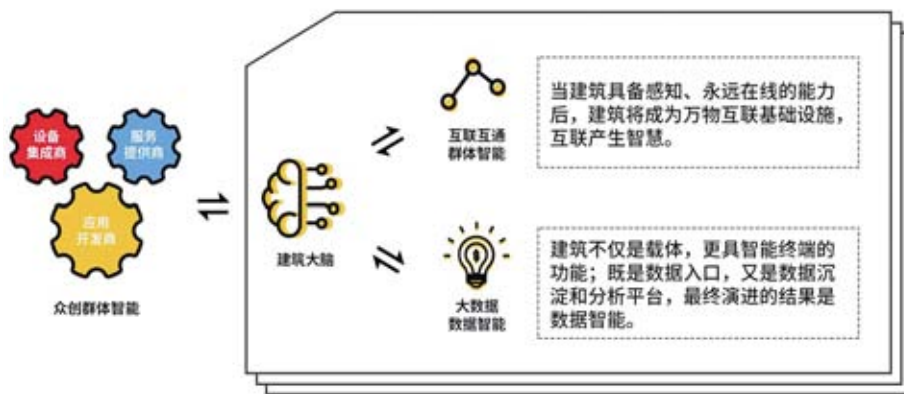 设备
集成商
服务
提供商
应用
开发商
众创群体智能
建筑大脑
互联互通
群体智能
当建筑具备感知、永远在线的能力
后，建筑将成为万物互联基础设施，
互联产生智慧。
大数据
数据智能
建筑不仅是载体，更具智能终端的
功能；既是数据入口，又是数据沉
淀和分析平台，最终演进的结果是
数据智能。